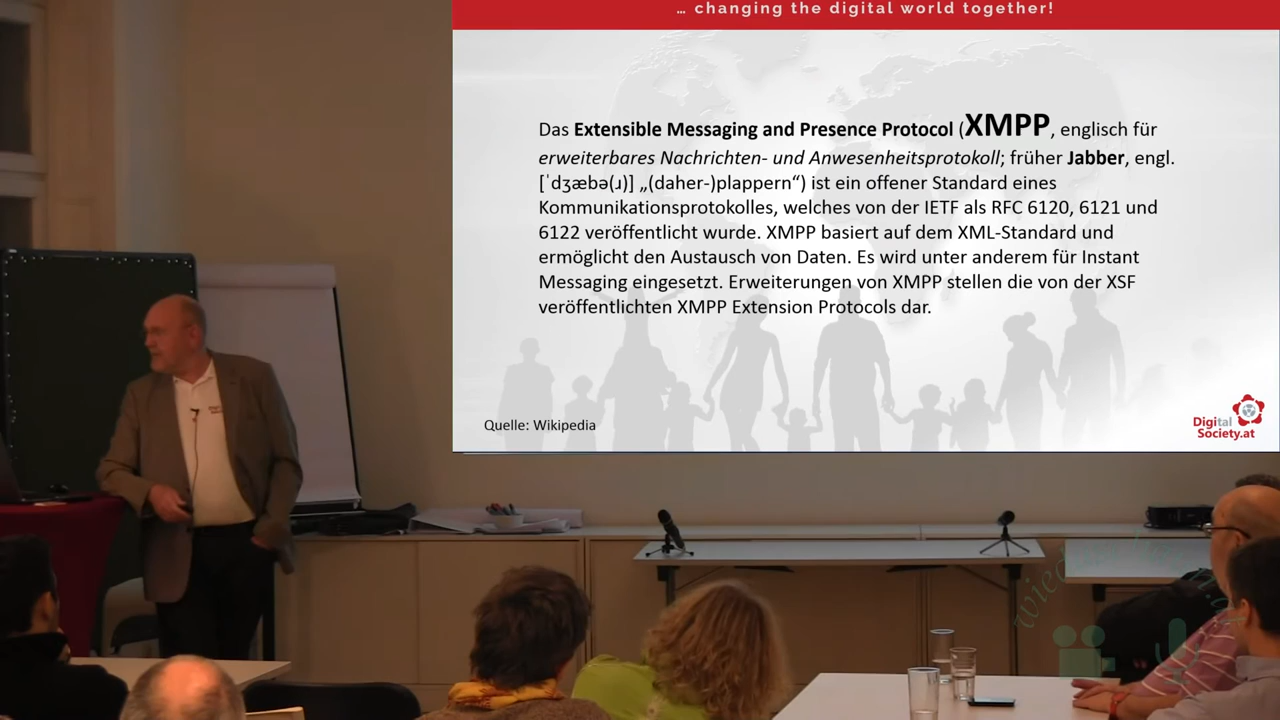 … changing the digital world together!
Das Extensible Messaging and Presence Protocol (XMPP, englisch für
erweiterbares Nachrichten- und Anwesenheitsprotokoll; früher Jabber, engl.
[ˈdʒæbə(ɹ)] „(daher-)plappern“) ist ein offener Standard eines
Kommunikationsprotokolles, welches von der IETF als RFC 6120, 6121 und
6122 veröffentlicht wurde. XMPP basiert auf dem XML-Standard und
ermöglicht den Austausch von Daten. Es wird unter anderem für Instant
Messaging eingesetzt. Erweiterungen von XMPP stellen die von der XSF
veröffentlichten XMPP Extension Protocols dar.
Quelle: Wikipedia
Digital
Society.at